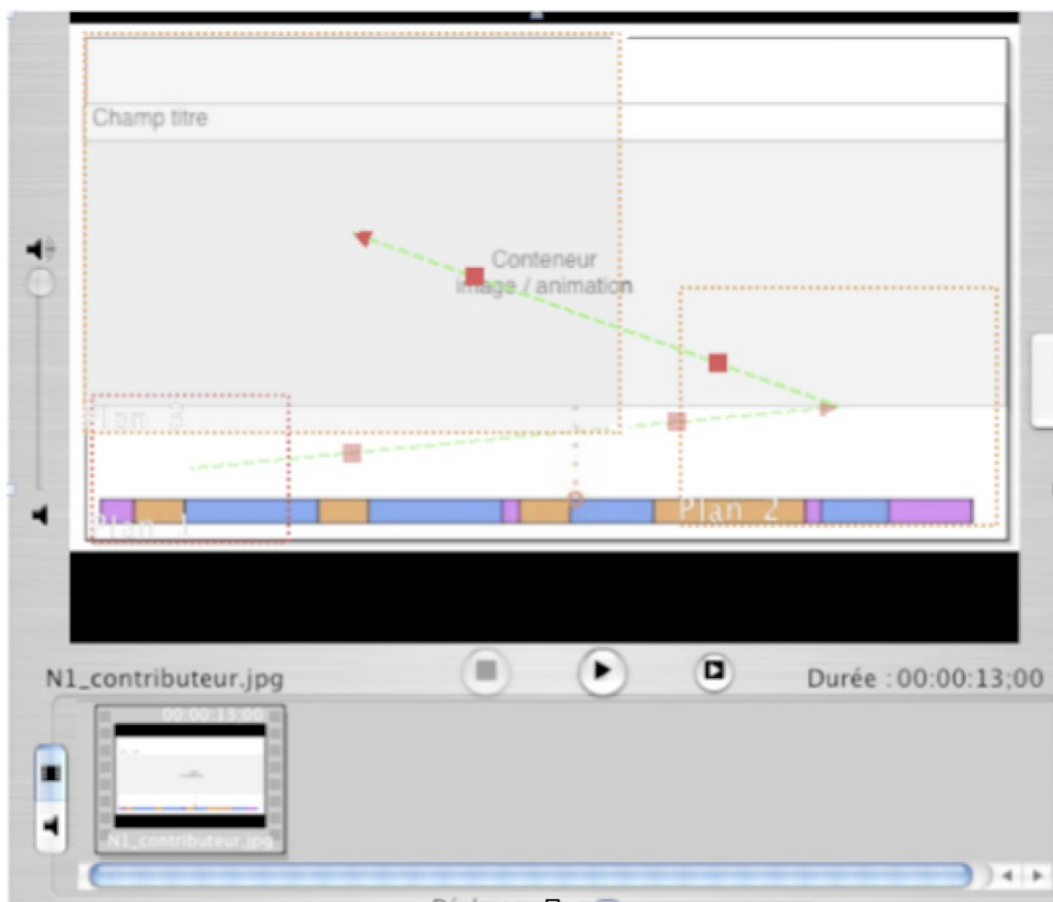 Champ titre
Conteneur
image / animation
Plan 3
Plan 1
Plan 2
N1_contributeur.jpg
Durée : 00:00:13;00
00:00:13:00
N1_contributeur.jpg